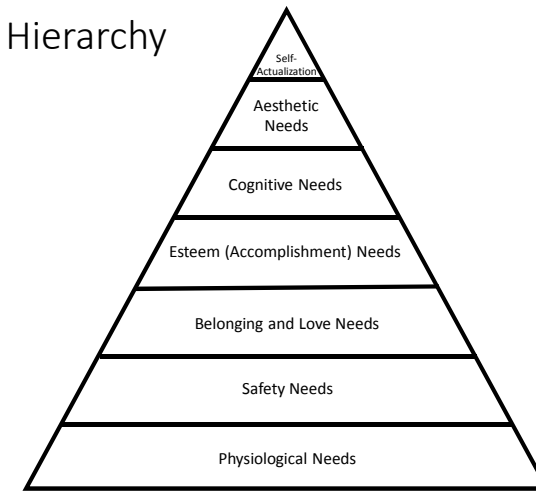 Hierarchy
Self-
Actualization
Aesthetic
Needs
Cognitive Needs
Esteem (Accomplishment) Needs
Belonging and Love Needs
Safety Needs
Physiological Needs